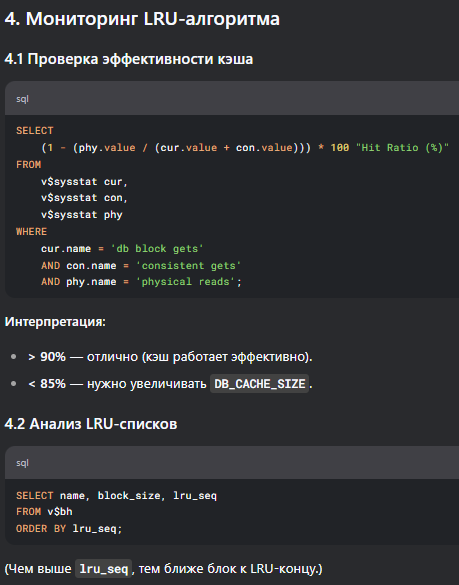 4. Мониторинг LRU-алгоритма
4.1 Проверка эффективности кэша
sql
SELECT
(1 - (phy.value / (cur.value + con.value))) * 100 "Hit Ratio (%)"
FROM
v$sysstat cur,
v$sysstat con,
v$sysstat phy
WHERE
cur.name = 'db block gets'
AND con.name = 'consistent gets'
AND phy.name = 'physical reads';
Интерпретация:
• > 90% — отлично (кэш работает эффективно).
• < 85% — нужно увеличивать DB_CACHE_SIZE.
4.2 Анализ LRU-списков
sql
SELECT name, block_size, lru_seq
FROM v$bh
ORDER BY lru_seq;
(Чем выше lru_seq, тем ближе блок к LRU-концу.)